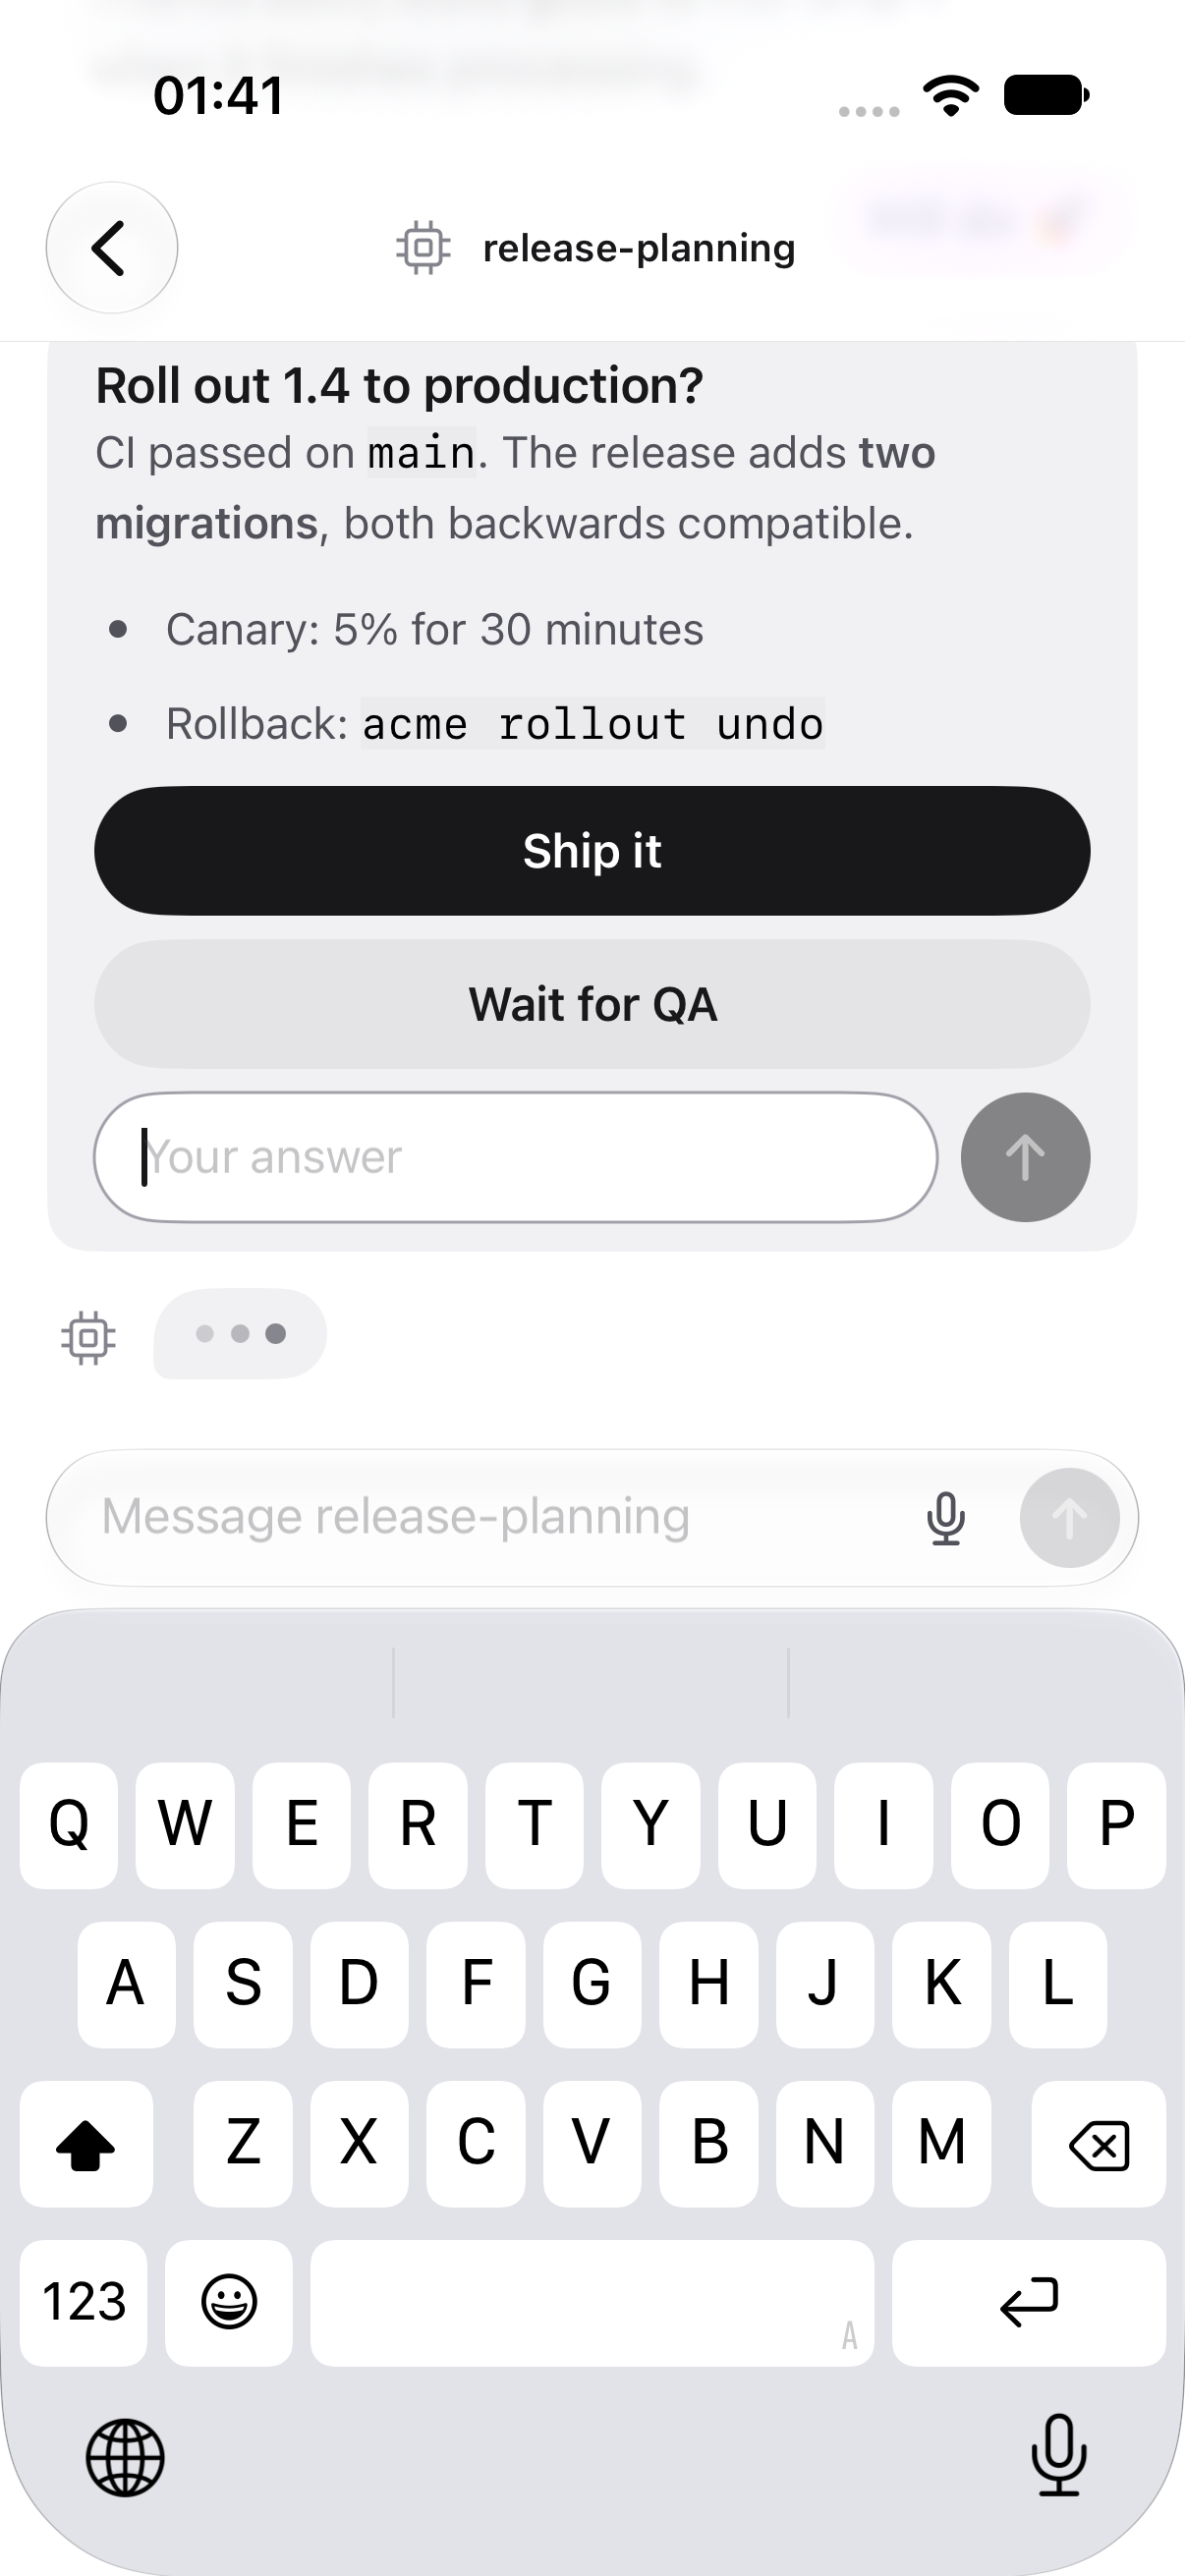 01:41
release-planning
Roll out 1.4 to production?
CI passed on main. The release adds two
migrations, both backwards compatible.
Canary: 5% for 30 minutes
Rollback: acme rollout undo
Ship it
Wait for QA
Your answer
Message release-planning
Q W E R T Y U I O P
A S D F G H J K L
Z X C V B N M
123
A